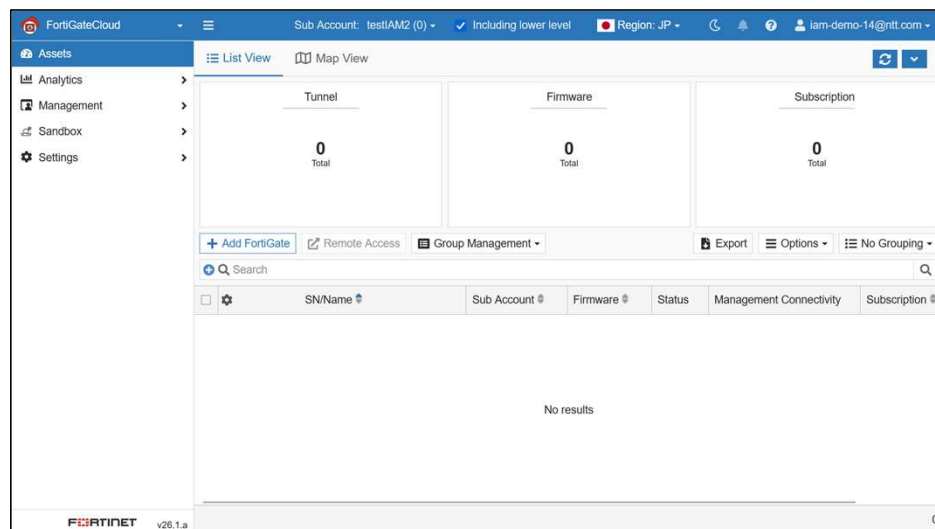 FortiGateCloud
Sub Account: testIAM2 (0)
Including lower level
Region: JP
iam-demo-14@ntt.com
Assets
Analytics
Management
Sandbox
Settings
List View
Map View
Tunnel
0
Total
Firmware
0
Total
Subscription
0
Total
Add FortiGate
Remote Access
Group Management
Export
Options
No Grouping
Search
SN/Name
Sub Account
Firmware
Status
Management Connectivity
Subscription
No results
FORTINET
v26.1.a